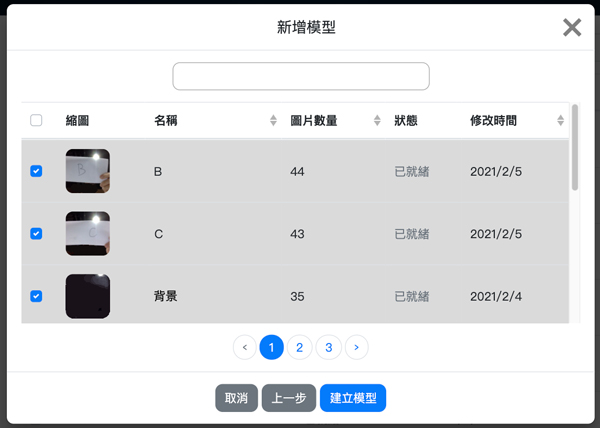 新增模型
縮圖 名稱 圖片數量 狀態 修改時間
B B 44 已就緒 2021/2/5
C C 43 已就緒 2021/2/5
背景 35 已就緒 2021/2/4
< 1 2 3 >
取消 上一步 建立模型